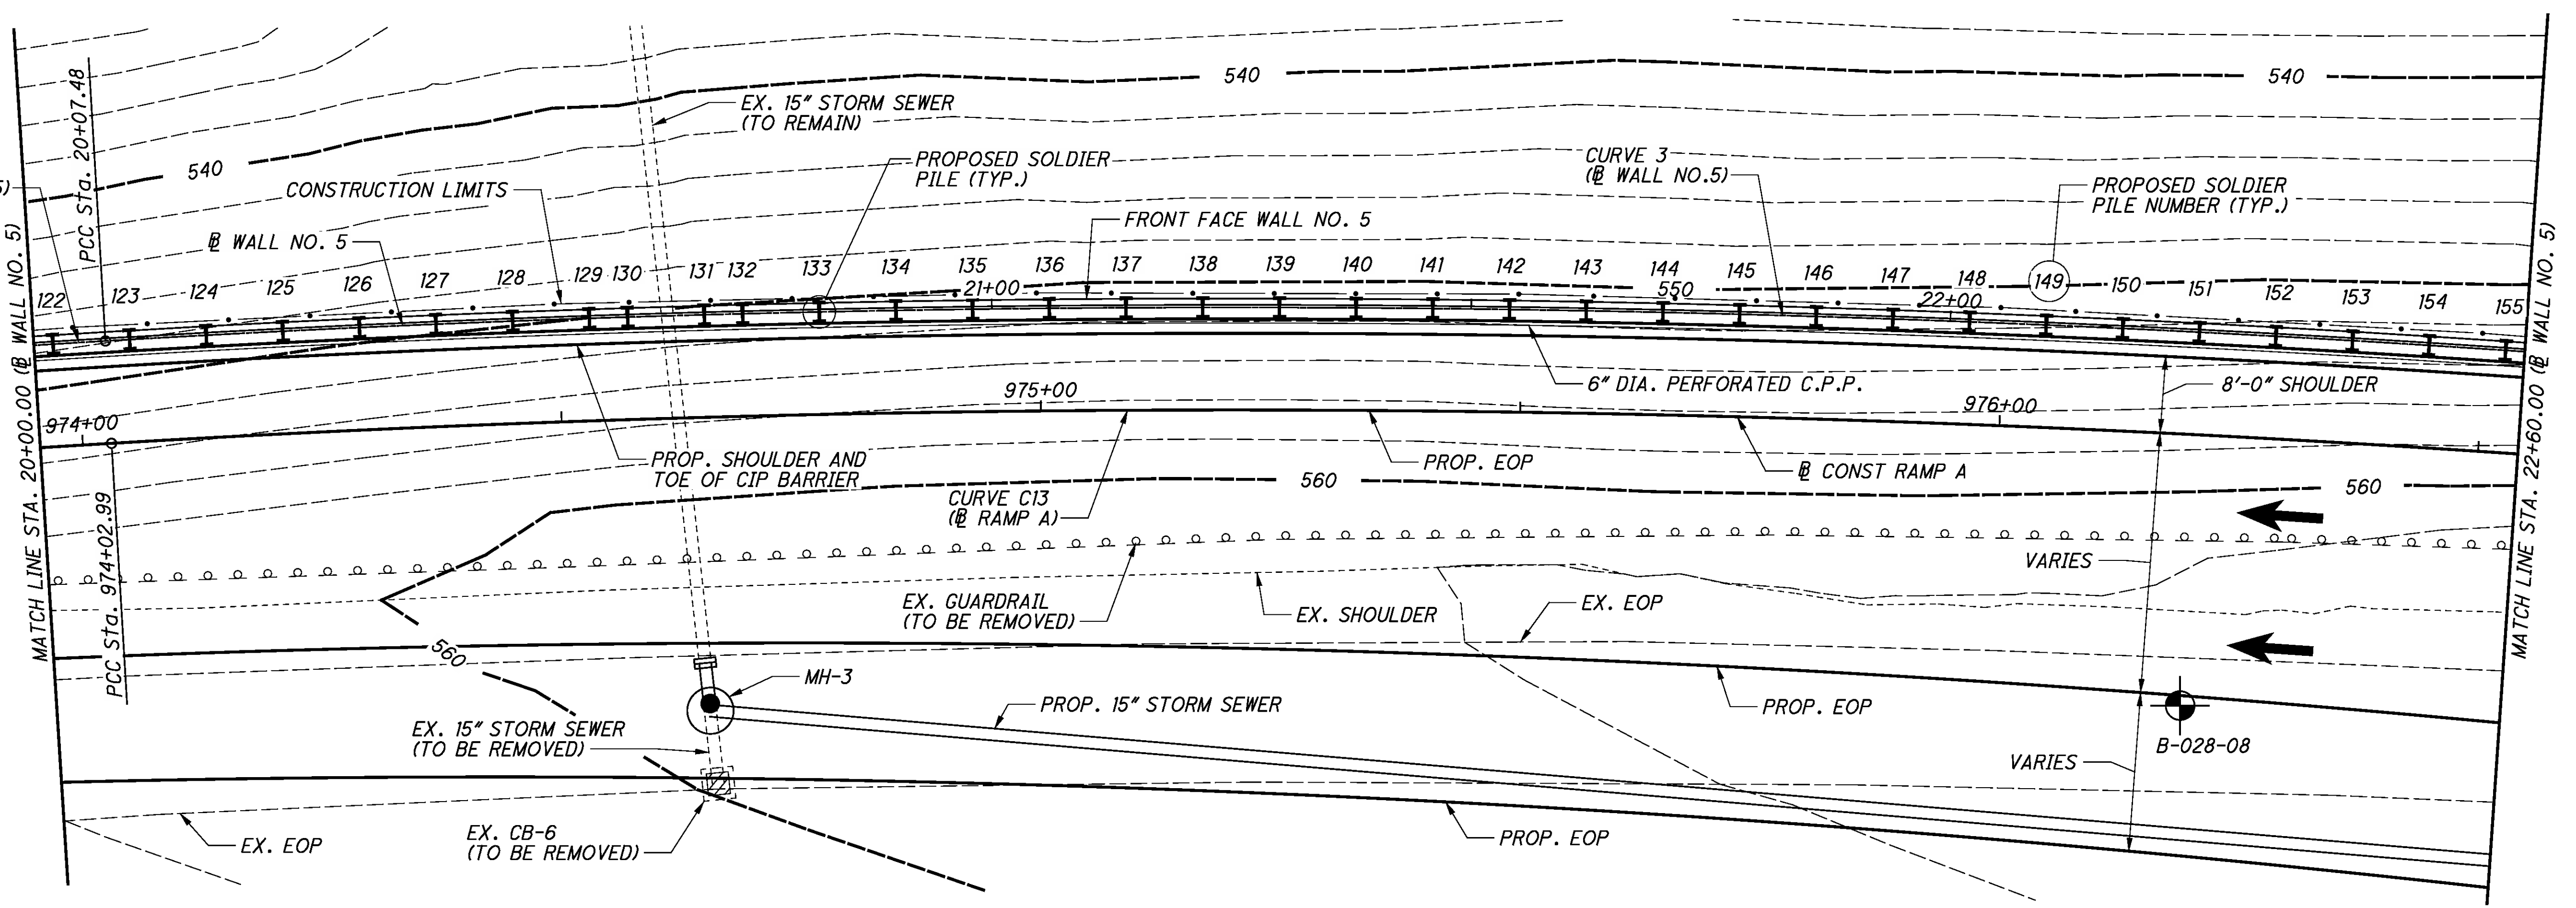 540
540
EX. 15" STORM SEWER
(TO REMAIN)
PCC Sta. 20+07.48
540
5)
CONSTRUCTION LIMITS
PROPOSED SOLDIER
PILE (TYP.)
CURVE 3
(℄ WALL NO.5)
PROPOSED SOLDIER
PILE NUMBER (TYP.)
FRONT FACE WALL NO. 5
℄ WALL NO. 5
122 123 124 125 126 127 128 129 130 131 132 133 134 135 136 137 138 139 140 141 142 143 144 145 146 147 148 149 150 151 152 153 154 155
21+00
550
22+00
MATCH LINE STA. 20+00.00 (℄ WALL NO. 5)
MATCH LINE STA. 22+60.00 (℄ WALL NO. 5)
6" DIA. PERFORATED C.P.P.
8'-0" SHOULDER
974+00
975+00
976+00
PROP. SHOULDER AND
TOE OF CIP BARRIER
PROP. EOP
℄ CONST RAMP A
CURVE C13
(℄ RAMP A)
560
560
PCC Sta. 974+02.99
VARIES
EX. GUARDRAIL
(TO BE REMOVED)
EX. SHOULDER
EX. EOP
560
MH-3
PROP. 15" STORM SEWER
PROP. EOP
EX. 15" STORM SEWER
(TO BE REMOVED)
B-028-08
VARIES
EX. EOP
EX. CB-6
(TO BE REMOVED)
PROP. EOP